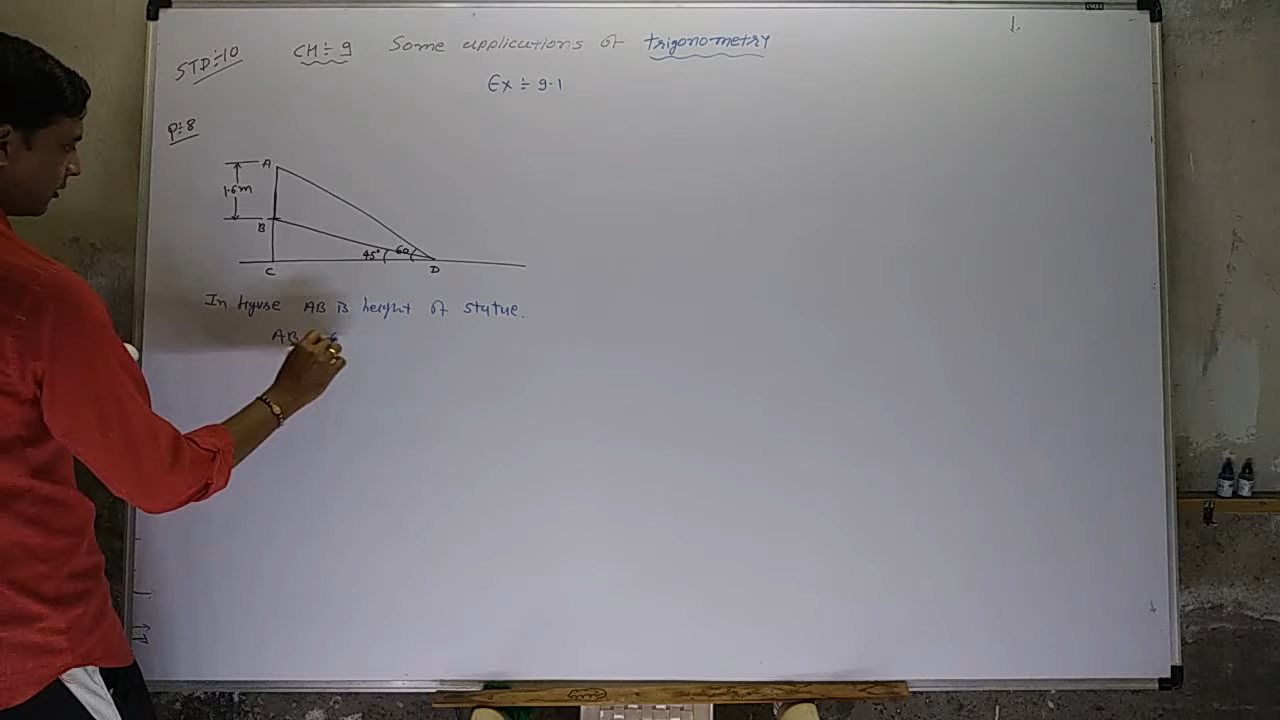 STD:-10
CH:- 9 Some applications of trigonometry
Ex:- 9.1
P:-8
A
1.6m
B
45° 60
C D
In figure AB is height of statue.
AB